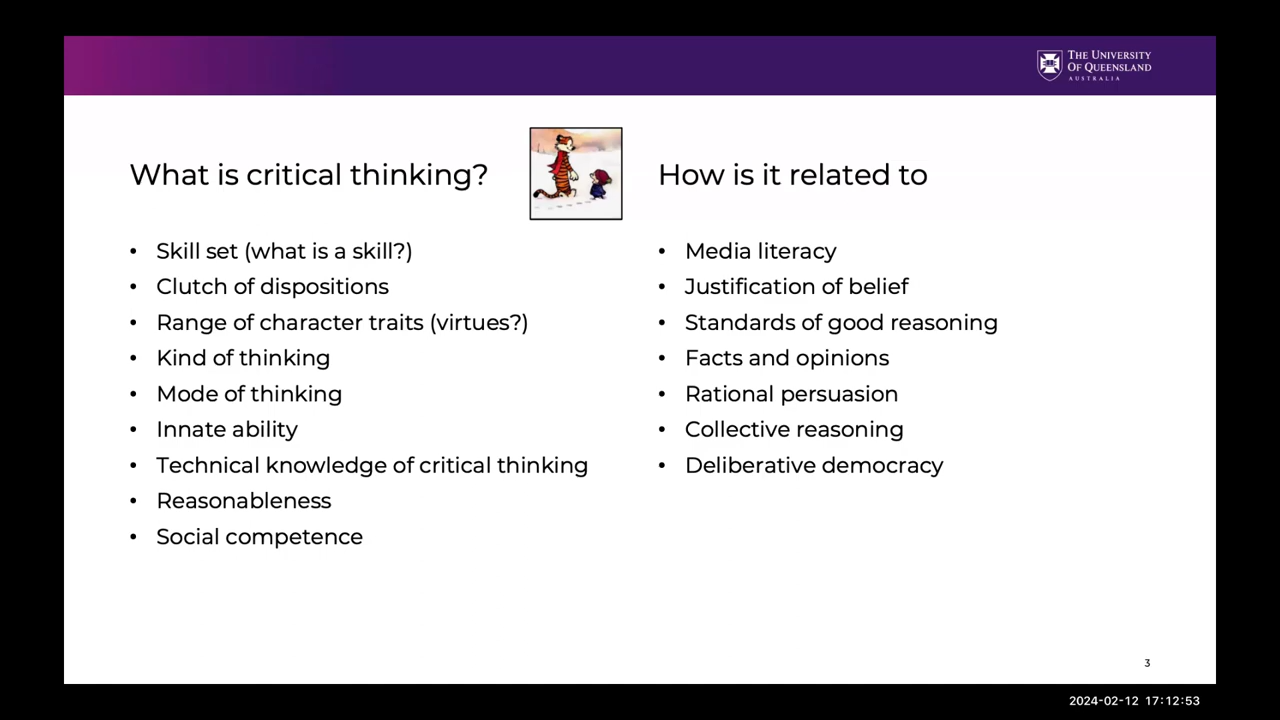 THE UNIVERSITY
OF QUEENSLAND
AUSTRALIA
What is critical thinking?
• Skill set (what is a skill?)
• Clutch of dispositions
• Range of character traits (virtues?)
• Kind of thinking
• Mode of thinking
• Innate ability
• Technical knowledge of critical thinking
• Reasonableness
• Social competence
How is it related to
• Media literacy
• Justification of belief
• Standards of good reasoning
• Facts and opinions
• Rational persuasion
• Collective reasoning
• Deliberative democracy
3
2024-02-12 17:12:53